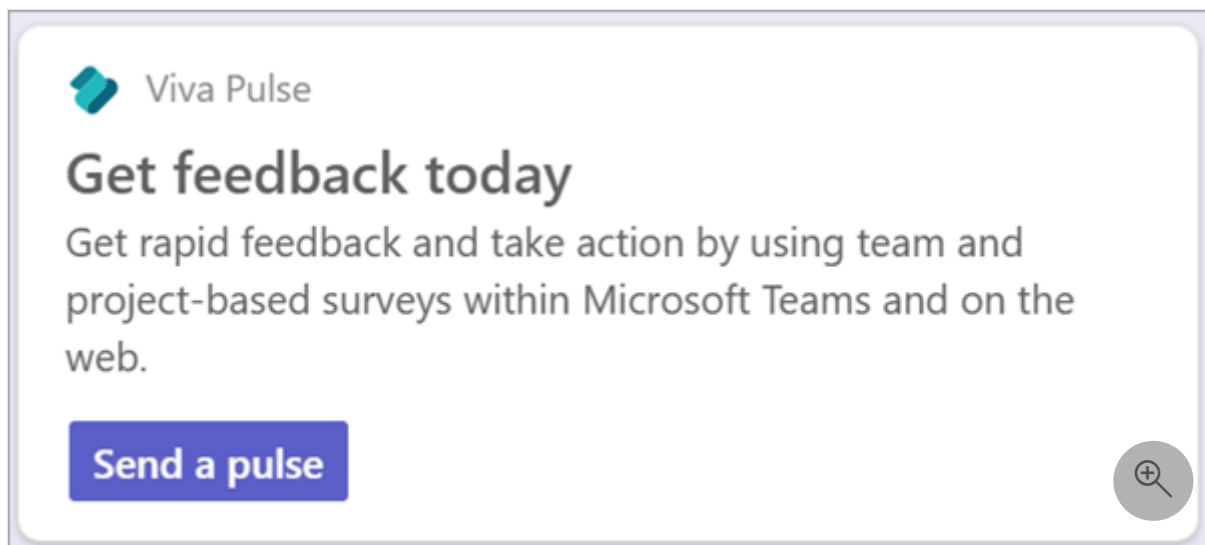 Viva Pulse
Get feedback today
Get rapid feedback and take action by using team and
project-based surveys within Microsoft Teams and on the
web.
Send a pulse